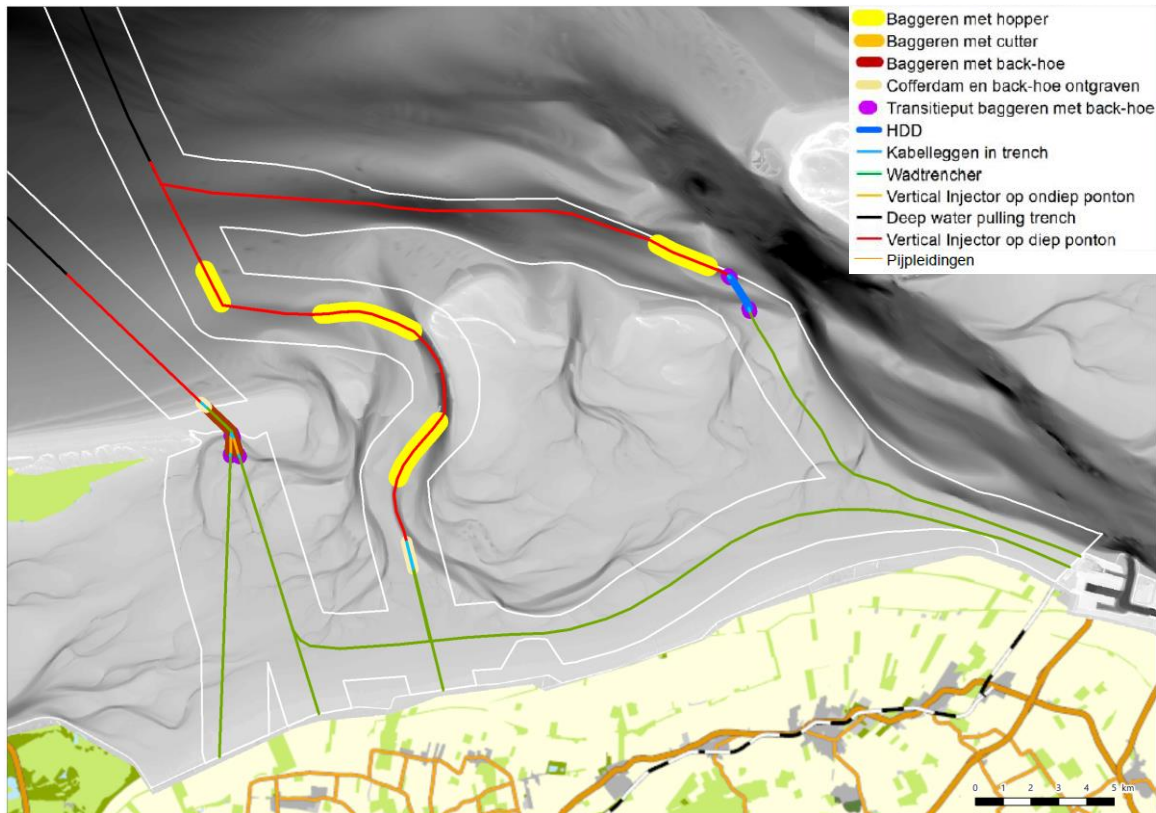 Baggeren met hopper
Baggeren met cutter
Baggeren met back-hoe
Cofferdam en back-hoe ontgraven
Transitieput baggeren met back-hoe
HDD
Kabelleggen in trench
Wadtrencher
Vertical Injector op ondiep ponton
Deep water pulling trench
Vertical Injector op diep ponton
Pijpleidingen
0 1 2 3 4 5 km